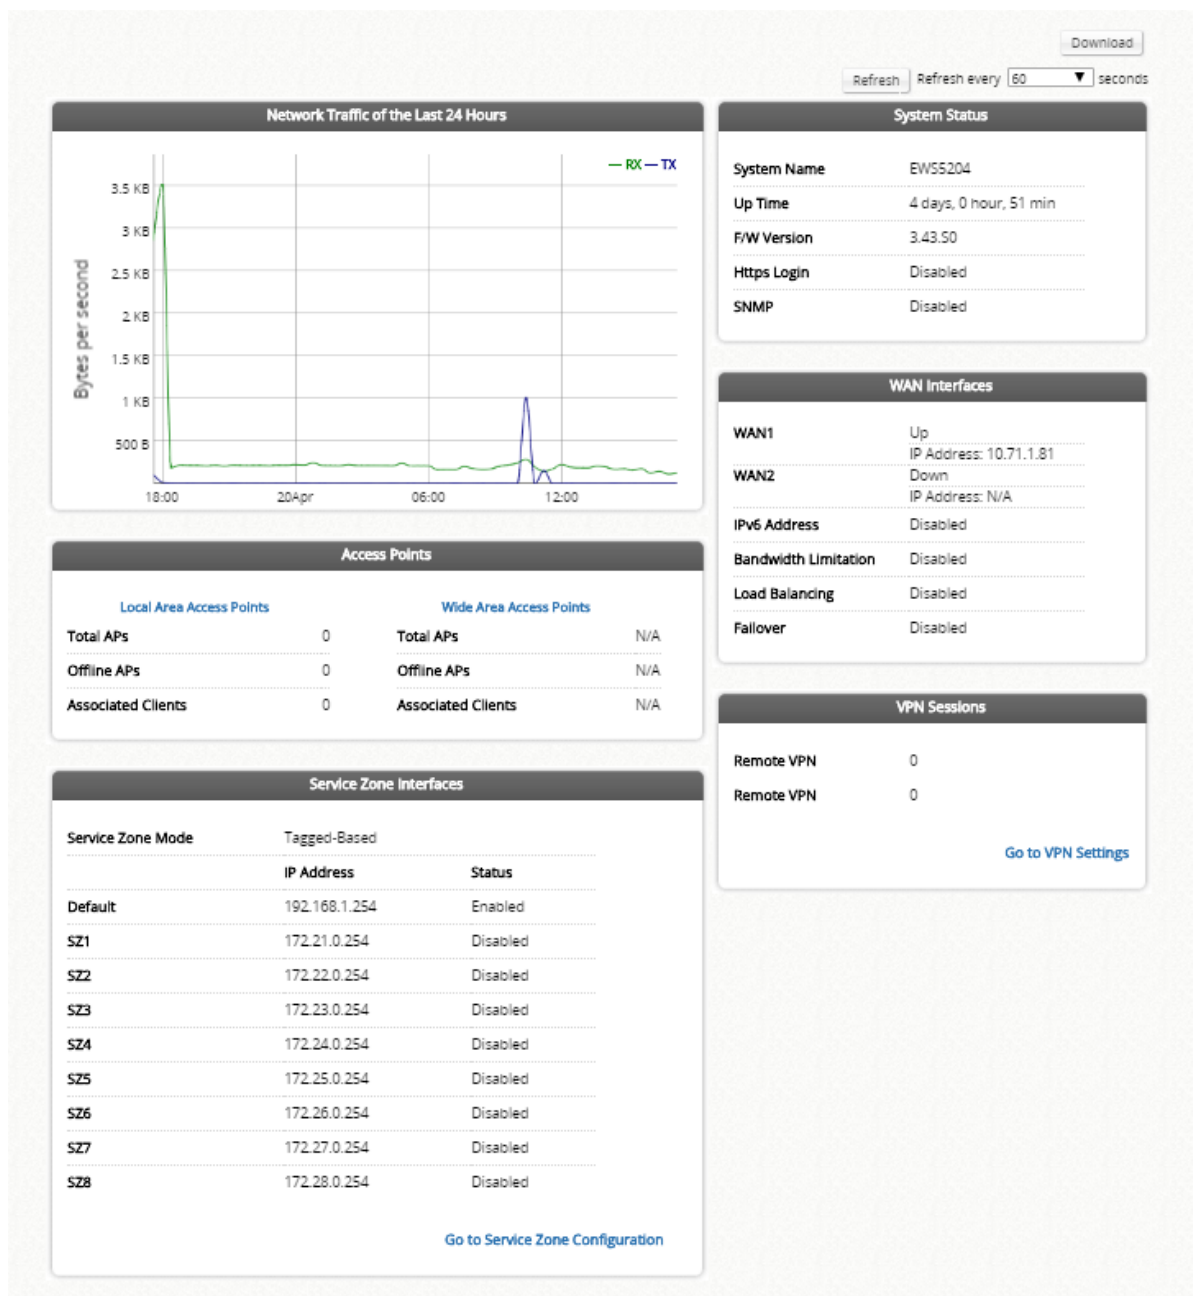 Download
Refresh Refresh every 60 ▼ seconds
Network Traffic of the Last 24 Hours
— RX — TX
Bytes per second
3.5 KB
3 KB
2.5 KB
2 KB
1.5 KB
1 KB
500 B
18:00 20Apr 06:00 12:00
System Status
System Name EWS5204
Up Time 4 days, 0 hour, 51 min
F/W Version 3.43.S0
Https Login Disabled
SNMP Disabled
WAN Interfaces
WAN1 Up
IP Address: 10.71.1.81
WAN2 Down
IP Address: N/A
IPv6 Address Disabled
Bandwidth Limitation Disabled
Load Balancing Disabled
Failover Disabled
Access Points
Local Area Access Points Wide Area Access Points
Total APs 0 Total APs N/A
Offline APs 0 Offline APs N/A
Associated Clients 0 Associated Clients N/A
VPN Sessions
Remote VPN 0
Remote VPN 0
Go to VPN Settings
Service Zone Interfaces
Service Zone Mode Tagged-Based
IP Address Status
Default 192.168.1.254 Enabled
SZ1 172.21.0.254 Disabled
SZ2 172.22.0.254 Disabled
SZ3 172.23.0.254 Disabled
SZ4 172.24.0.254 Disabled
SZ5 172.25.0.254 Disabled
SZ6 172.26.0.254 Disabled
SZ7 172.27.0.254 Disabled
SZ8 172.28.0.254 Disabled
Go to Service Zone Configuration